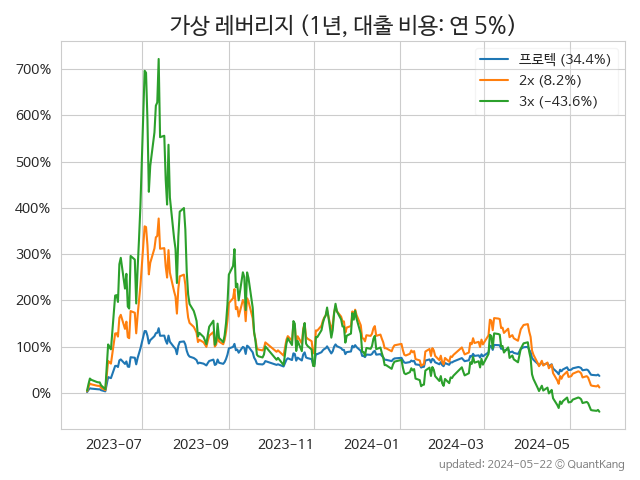 가상 레버리지 (1년, 대출 비용: 연 5%)
프로텍 (34.4%)
2x (8.2%)
3x (-43.6%)
700%
600%
500%
400%
300%
200%
100%
0%
2023-07
2023-09
2023-11
2024-01
2024-03
2024-05
updated: 2024-05-22 © QuantKang